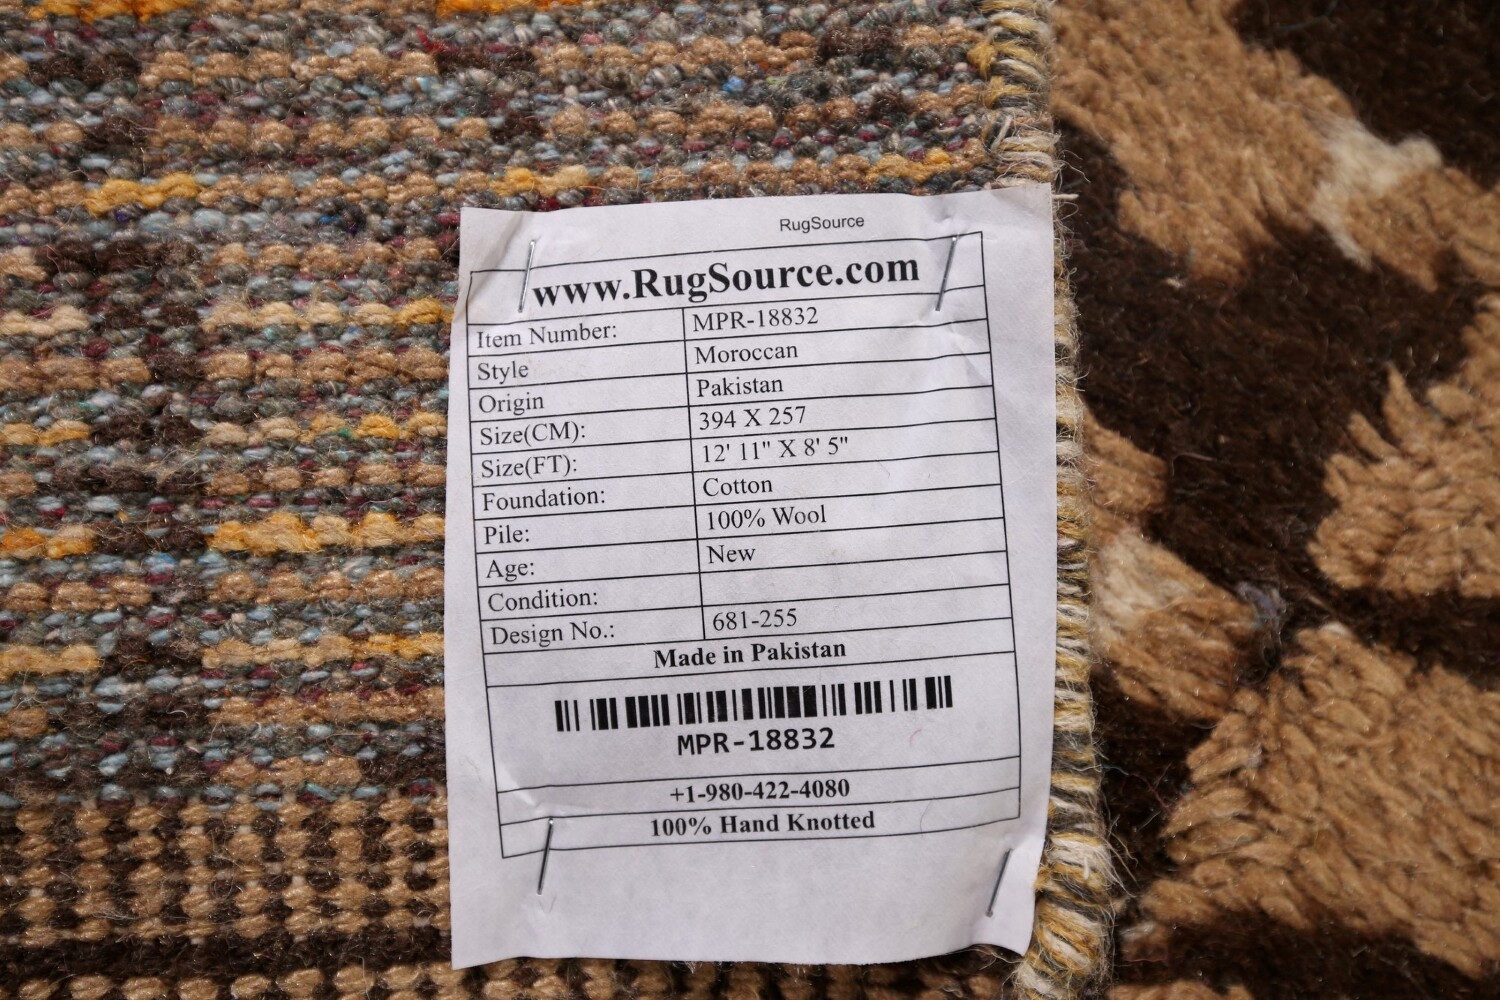 RugSource
www.RugSource.com
Item Number: MPR-18832
Style Moroccan
Origin Pakistan
Size(CM): 394 X 257
Size(FT): 12' 11" X 8' 5"
Foundation: Cotton
Pile: 100% Wool
Age: New
Condition:
Design No.: 681-255
Made in Pakistan
MPR-18832
+1-980-422-4080
100% Hand Knotted